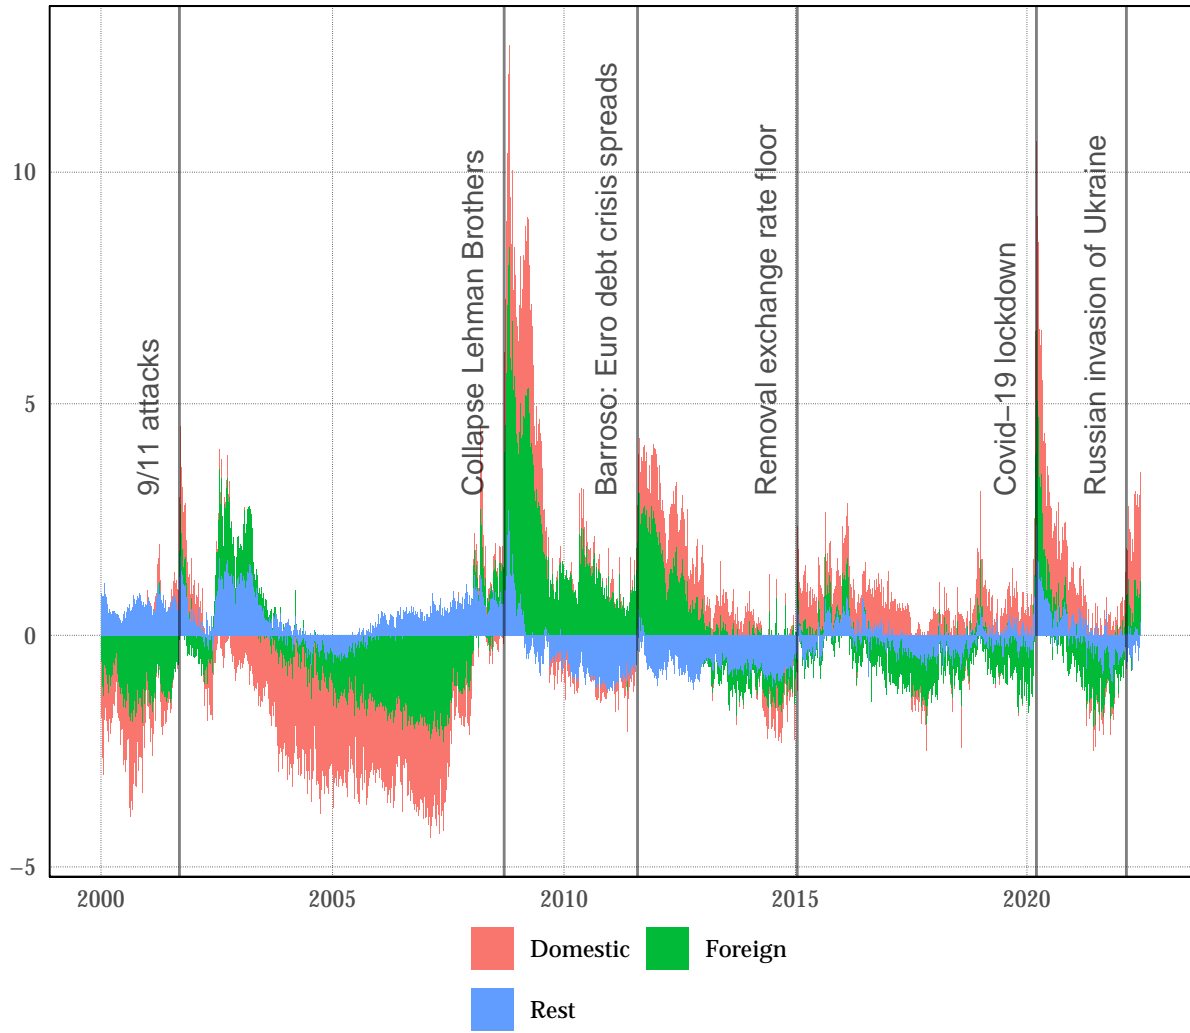 10
5
0
−5
9/11 attacks
Collapse Lehman Brothers
Barroso: Euro debt crisis spreads
Removal exchange rate floor
Covid−19 lockdown
Russian invasion of Ukraine
2000
2005
2010
2015
2020
Domestic
Foreign
Rest